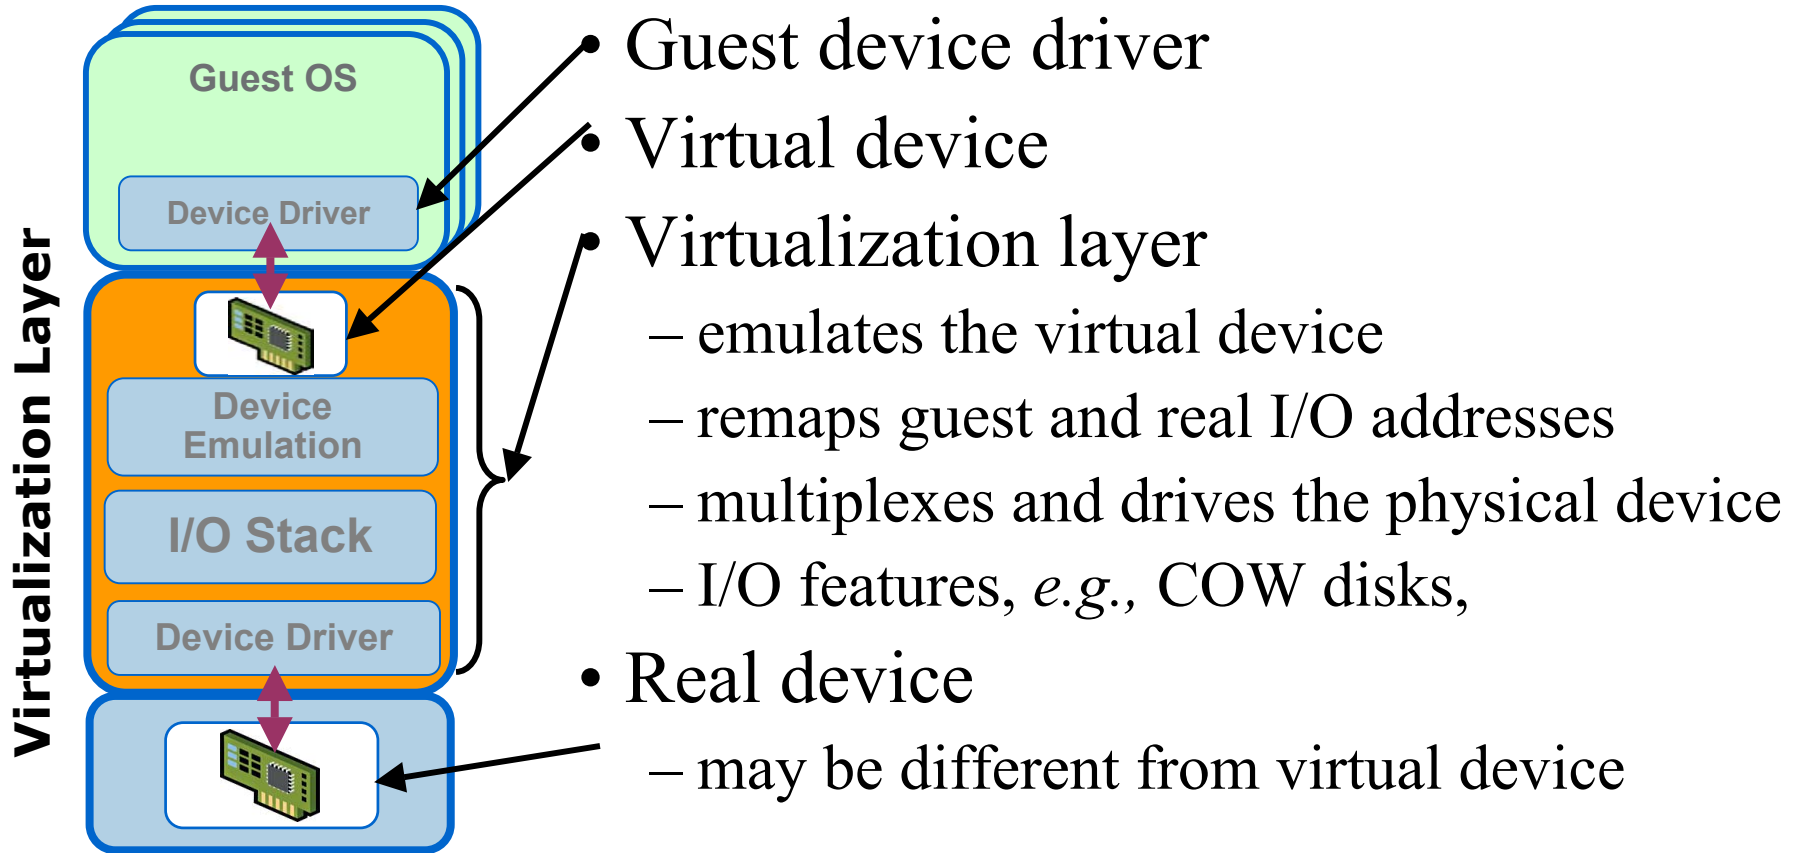 Virtualization Layer
Guest OS
Device Driver
Device
Emulation
I/O Stack
Device Driver
• Guest device driver
• Virtual device
• Virtualization layer
– emulates the virtual device
– remaps guest and real I/O addresses
– multiplexes and drives the physical device
– I/O features, e.g., COW disks,
• Real device
– may be different from virtual device